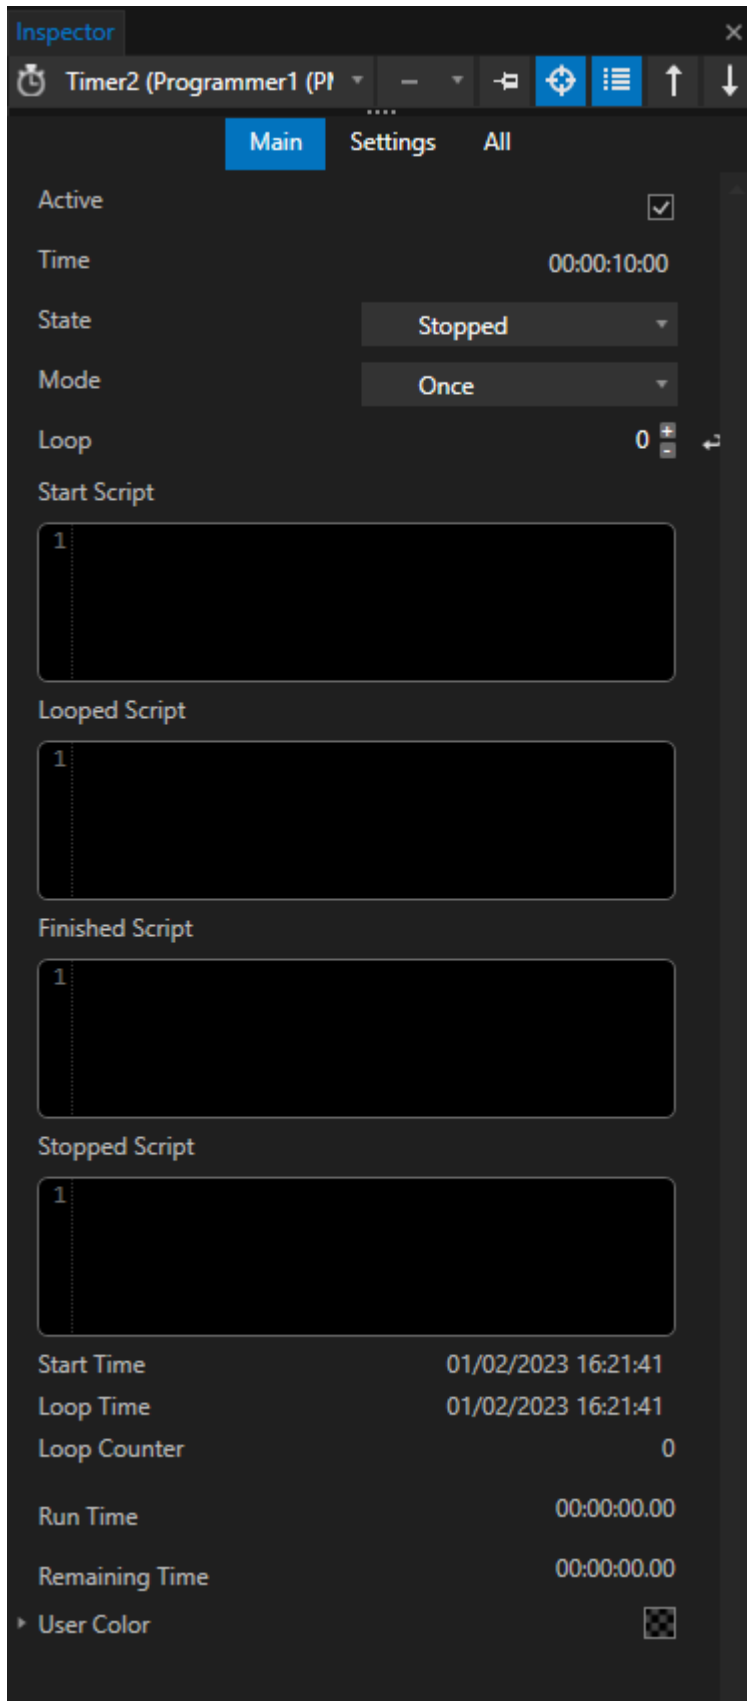 Inspector
Timer2 (Programmer1 (P
Main Settings All
Active
Time 00:00:10:00
State Stopped
Mode Once
Loop 0
Start Script
1
Looped Script
1
Finished Script
1
Stopped Script
1
Start Time 01/02/2023 16:21:41
Loop Time 01/02/2023 16:21:41
Loop Counter 0
Run Time 00:00:00.00
Remaining Time 00:00:00.00
User Color